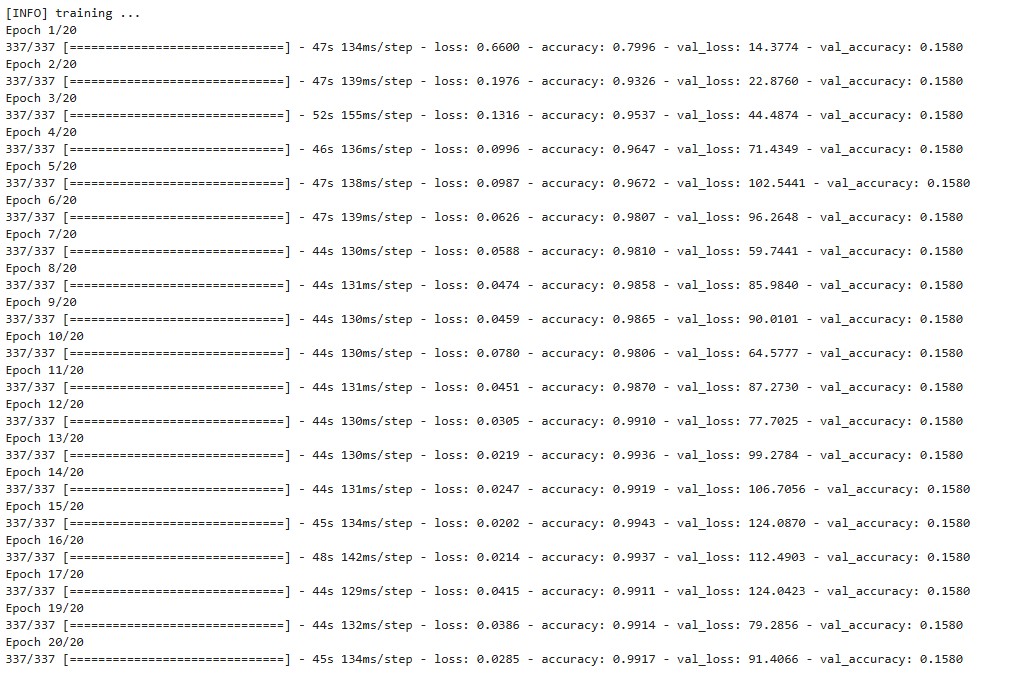 [INFO] training ...
Epoch 1/20
337/337 [==============================] - 47s 134ms/step - loss: 0.6600 - accuracy: 0.7996 - val_loss: 14.3774 - val_accuracy: 0.1580
Epoch 2/20
337/337 [==============================] - 47s 139ms/step - loss: 0.1976 - accuracy: 0.9326 - val_loss: 22.8760 - val_accuracy: 0.1580
Epoch 3/20
337/337 [==============================] - 52s 155ms/step - loss: 0.1316 - accuracy: 0.9537 - val_loss: 44.4874 - val_accuracy: 0.1580
Epoch 4/20
337/337 [==============================] - 46s 136ms/step - loss: 0.0996 - accuracy: 0.9647 - val_loss: 71.4349 - val_accuracy: 0.1580
Epoch 5/20
337/337 [==============================] - 47s 138ms/step - loss: 0.0987 - accuracy: 0.9672 - val_loss: 102.5441 - val_accuracy: 0.1580
Epoch 6/20
337/337 [==============================] - 47s 139ms/step - loss: 0.0626 - accuracy: 0.9807 - val_loss: 96.2648 - val_accuracy: 0.1580
Epoch 7/20
337/337 [==============================] - 44s 130ms/step - loss: 0.0588 - accuracy: 0.9810 - val_loss: 59.7441 - val_accuracy: 0.1580
Epoch 8/20
337/337 [==============================] - 44s 131ms/step - loss: 0.0474 - accuracy: 0.9858 - val_loss: 85.9840 - val_accuracy: 0.1580
Epoch 9/20
337/337 [==============================] - 44s 130ms/step - loss: 0.0459 - accuracy: 0.9865 - val_loss: 90.0101 - val_accuracy: 0.1580
Epoch 10/20
337/337 [==============================] - 44s 130ms/step - loss: 0.0780 - accuracy: 0.9806 - val_loss: 64.5777 - val_accuracy: 0.1580
Epoch 11/20
337/337 [==============================] - 44s 131ms/step - loss: 0.0451 - accuracy: 0.9870 - val_loss: 87.2730 - val_accuracy: 0.1580
Epoch 12/20
337/337 [==============================] - 44s 130ms/step - loss: 0.0305 - accuracy: 0.9910 - val_loss: 77.7025 - val_accuracy: 0.1580
Epoch 13/20
337/337 [==============================] - 44s 130ms/step - loss: 0.0219 - accuracy: 0.9936 - val_loss: 99.2784 - val_accuracy: 0.1580
Epoch 14/20
337/337 [==============================] - 44s 131ms/step - loss: 0.0247 - accuracy: 0.9919 - val_loss: 106.7056 - val_accuracy: 0.1580
Epoch 15/20
337/337 [==============================] - 45s 134ms/step - loss: 0.0202 - accuracy: 0.9943 - val_loss: 124.0870 - val_accuracy: 0.1580
Epoch 16/20
337/337 [==============================] - 48s 142ms/step - loss: 0.0214 - accuracy: 0.9937 - val_loss: 112.4903 - val_accuracy: 0.1580
Epoch 17/20
337/337 [==============================] - 44s 129ms/step - loss: 0.0415 - accuracy: 0.9911 - val_loss: 124.0423 - val_accuracy: 0.1580
Epoch 19/20
337/337 [==============================] - 44s 132ms/step - loss: 0.0386 - accuracy: 0.9914 - val_loss: 79.2856 - val_accuracy: 0.1580
Epoch 20/20
337/337 [==============================] - 45s 134ms/step - loss: 0.0285 - accuracy: 0.9917 - val_loss: 91.4066 - val_accuracy: 0.1580